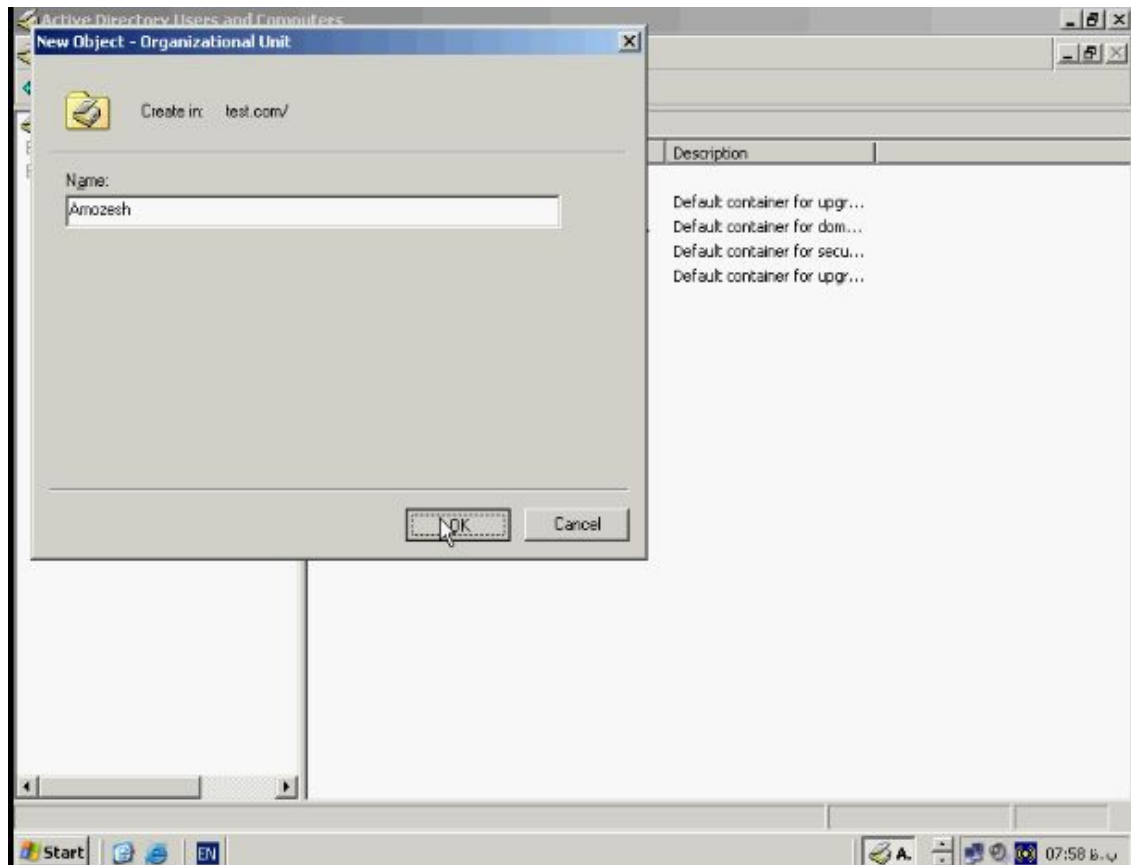 Active Directory Users and Computers
New Object - Organizational Unit
Create in: test.com/
Name:
Amozesh
OK
Cancel
Description
Default container for upgr...
Default container for dom...
Default container for secu...
Default container for upgr...
Start
EN
A.
07:58 ب.ظ